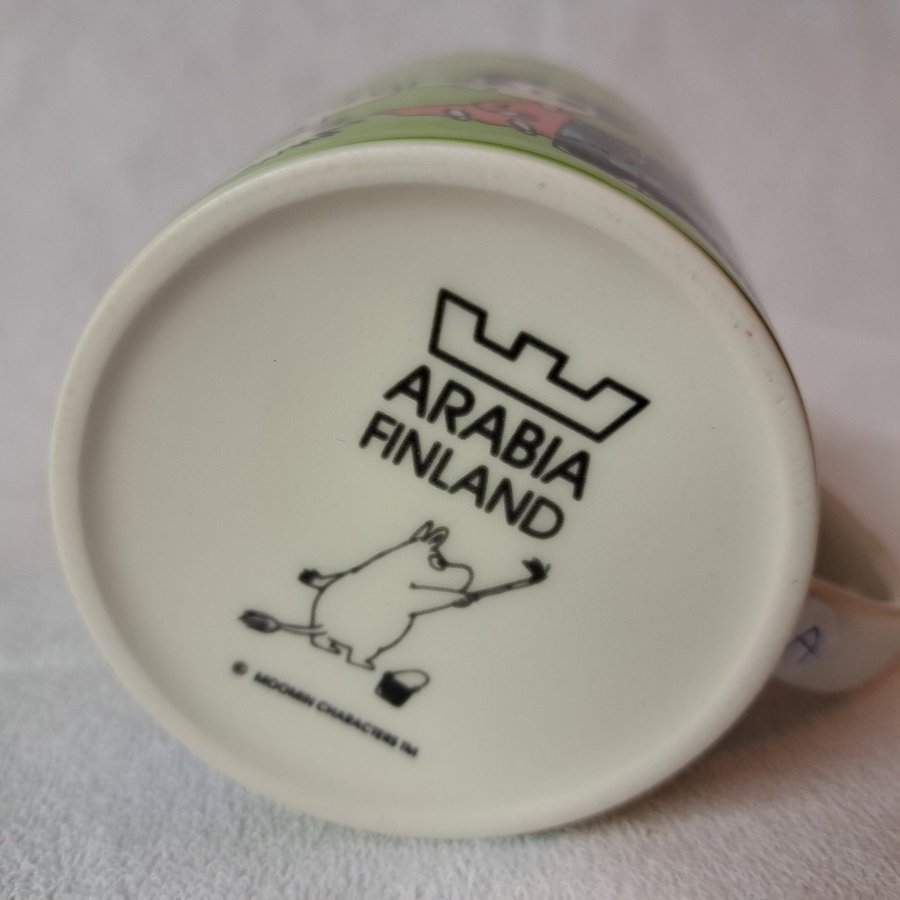 ARABIA
FINLAND
© MOOMIN CHARACTERS ™
A